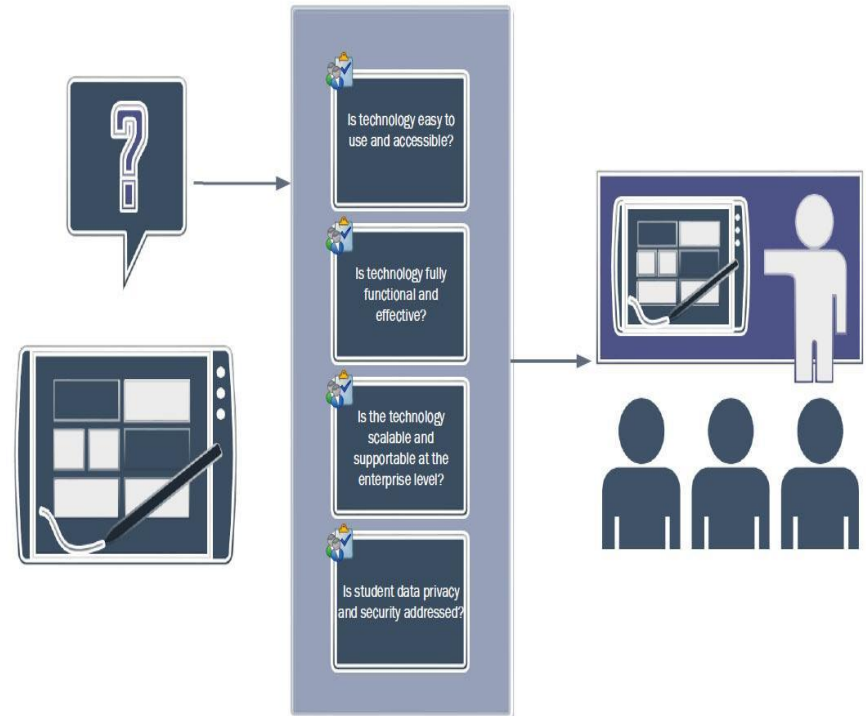 ?
Is technology easy to
use and accessible?
Is technology fully
functional and
effective?
Is the technology
scalable and
supportable at the
enterprise level?
Is student data privacy
and security addressed?